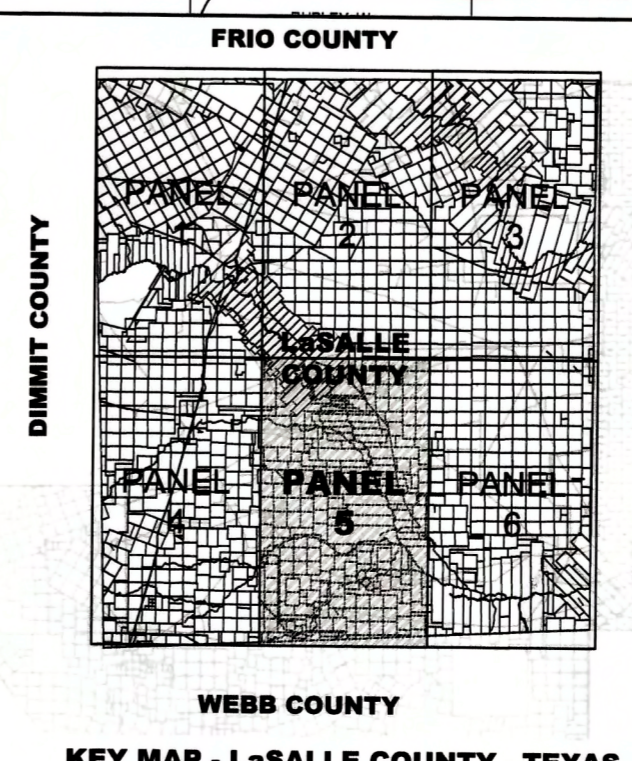 FRIO COUNTY
PANEL
1
PANEL
2
PANEL
3
DIMMIT COUNTY
LaSALLE
COUNTY
PANEL
4
PANEL
5
PANEL
6
WEBB COUNTY
KEY MAP - LaSALLE COUNTY, TEXAS